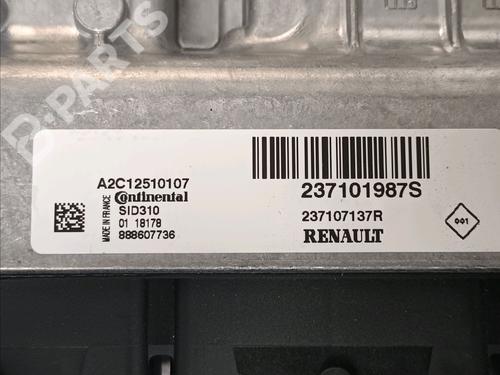 B-PARTS
A2C12510107
MADE IN FRANCE
Continental
SID310
01 18178
888607736
237101987S
237107137R
RENAULT
001